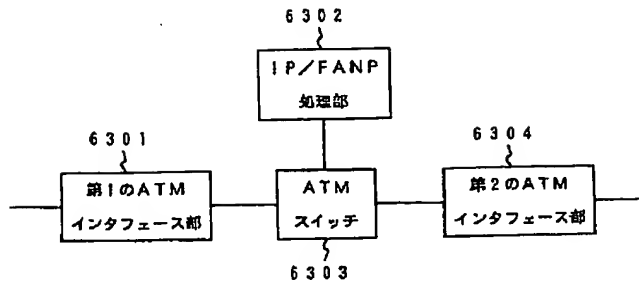 6302
IP/FANP
処理部
6301
6304
第1のATM
インタフェース部
ATM
スイッチ
第2のATM
インタフェース部
6303